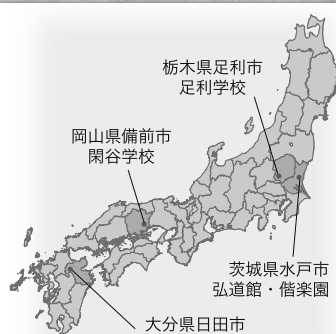 栃木県足利市
足利学校
岡山県備前市
閑谷学校
茨城県水戸市
弘道館・偕楽園
大分県日田市